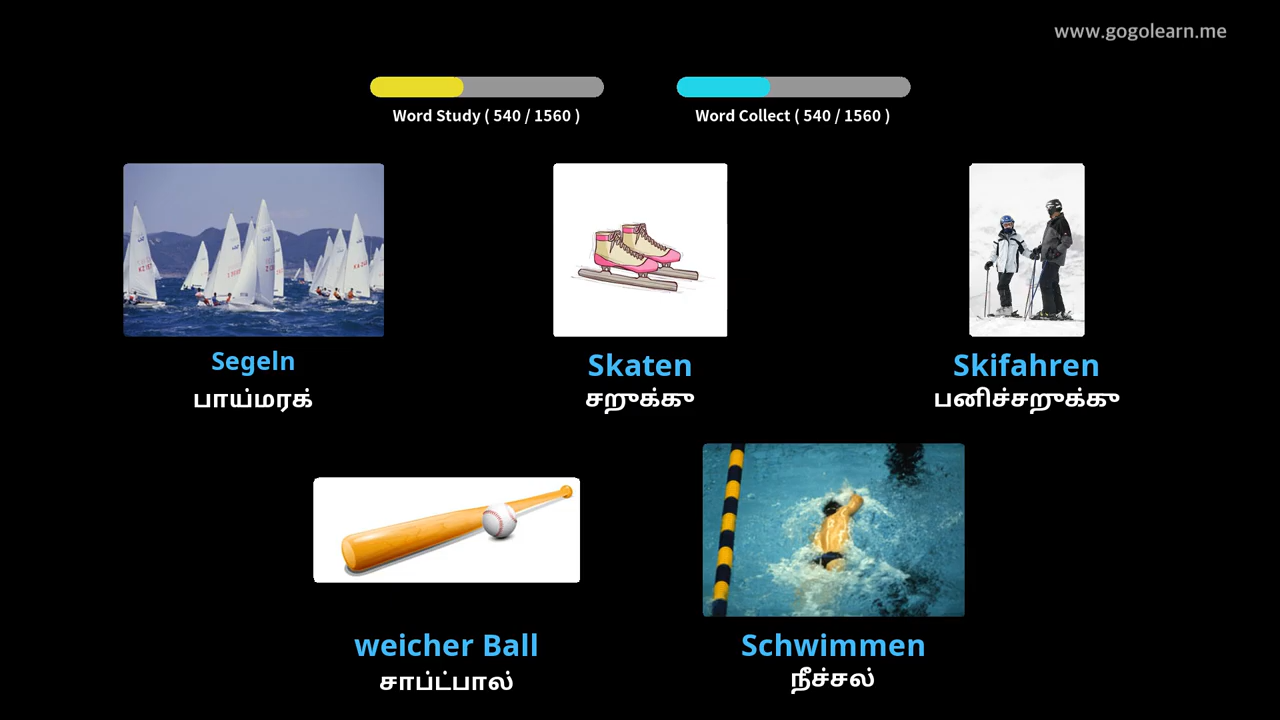 www.gogolearn.me
Word Study ( 540 / 1560 )
Word Collect ( 540 / 1560 )
Segeln
பாய்மரக்
Skaten
சறுக்கு
Skifahren
பனிச்சறுக்கு
weicher Ball
சாப்ட்பால்
Schwimmen
நீச்சல்